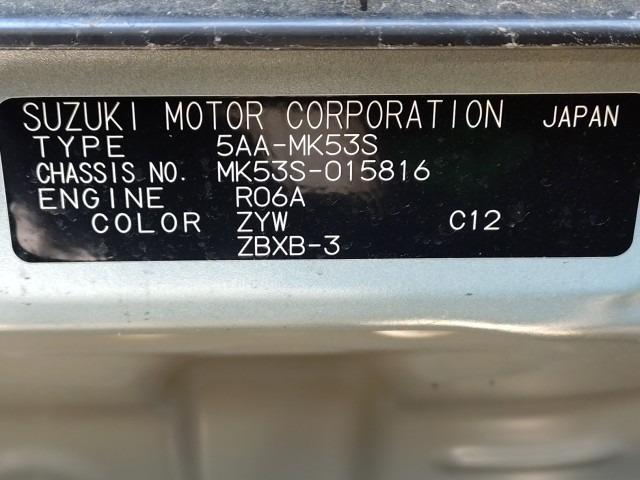 SUZUKI MOTOR CORPORATION JAPAN
TYPE 5AA-MK53S
CHASSIS NO. MK53S-015816
ENGINE R06A
COLOR ZYW C12
ZBXB-3